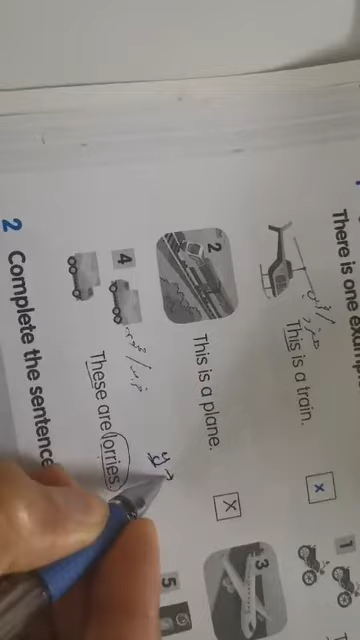 There is one examp
This is a train.
x
1
2
This is a plane.
X
3
4
These are lorries.
y →
5
2 Complete the sentence